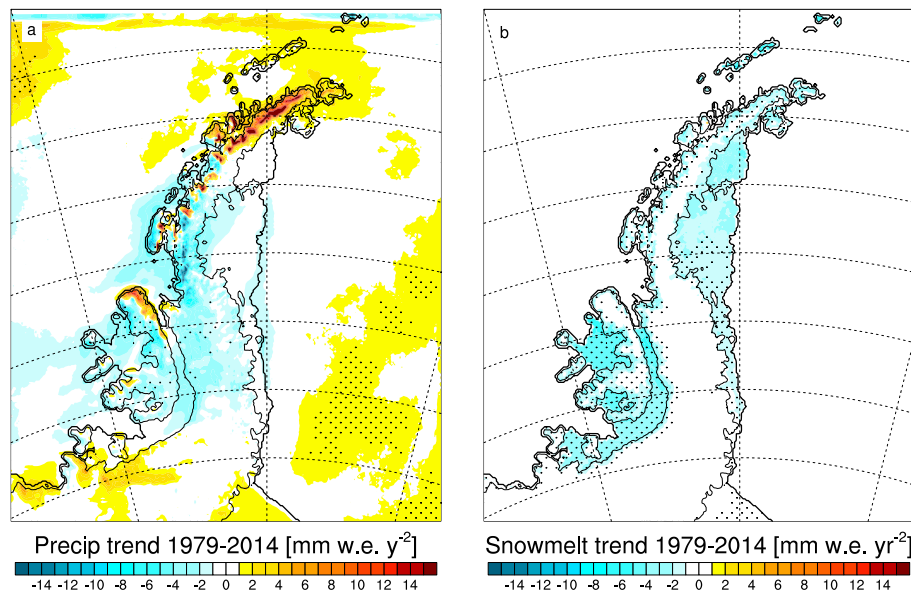 a
b
Precip trend 1979-2014 [mm w.e. y-2]
-14 -12 -10 -8 -6 -4 -2 0 2 4 6 8 10 12 14
Snowmelt trend 1979-2014 [mm w.e. yr-2]
-14 -12 -10 -8 -6 -4 -2 0 2 4 6 8 10 12 14